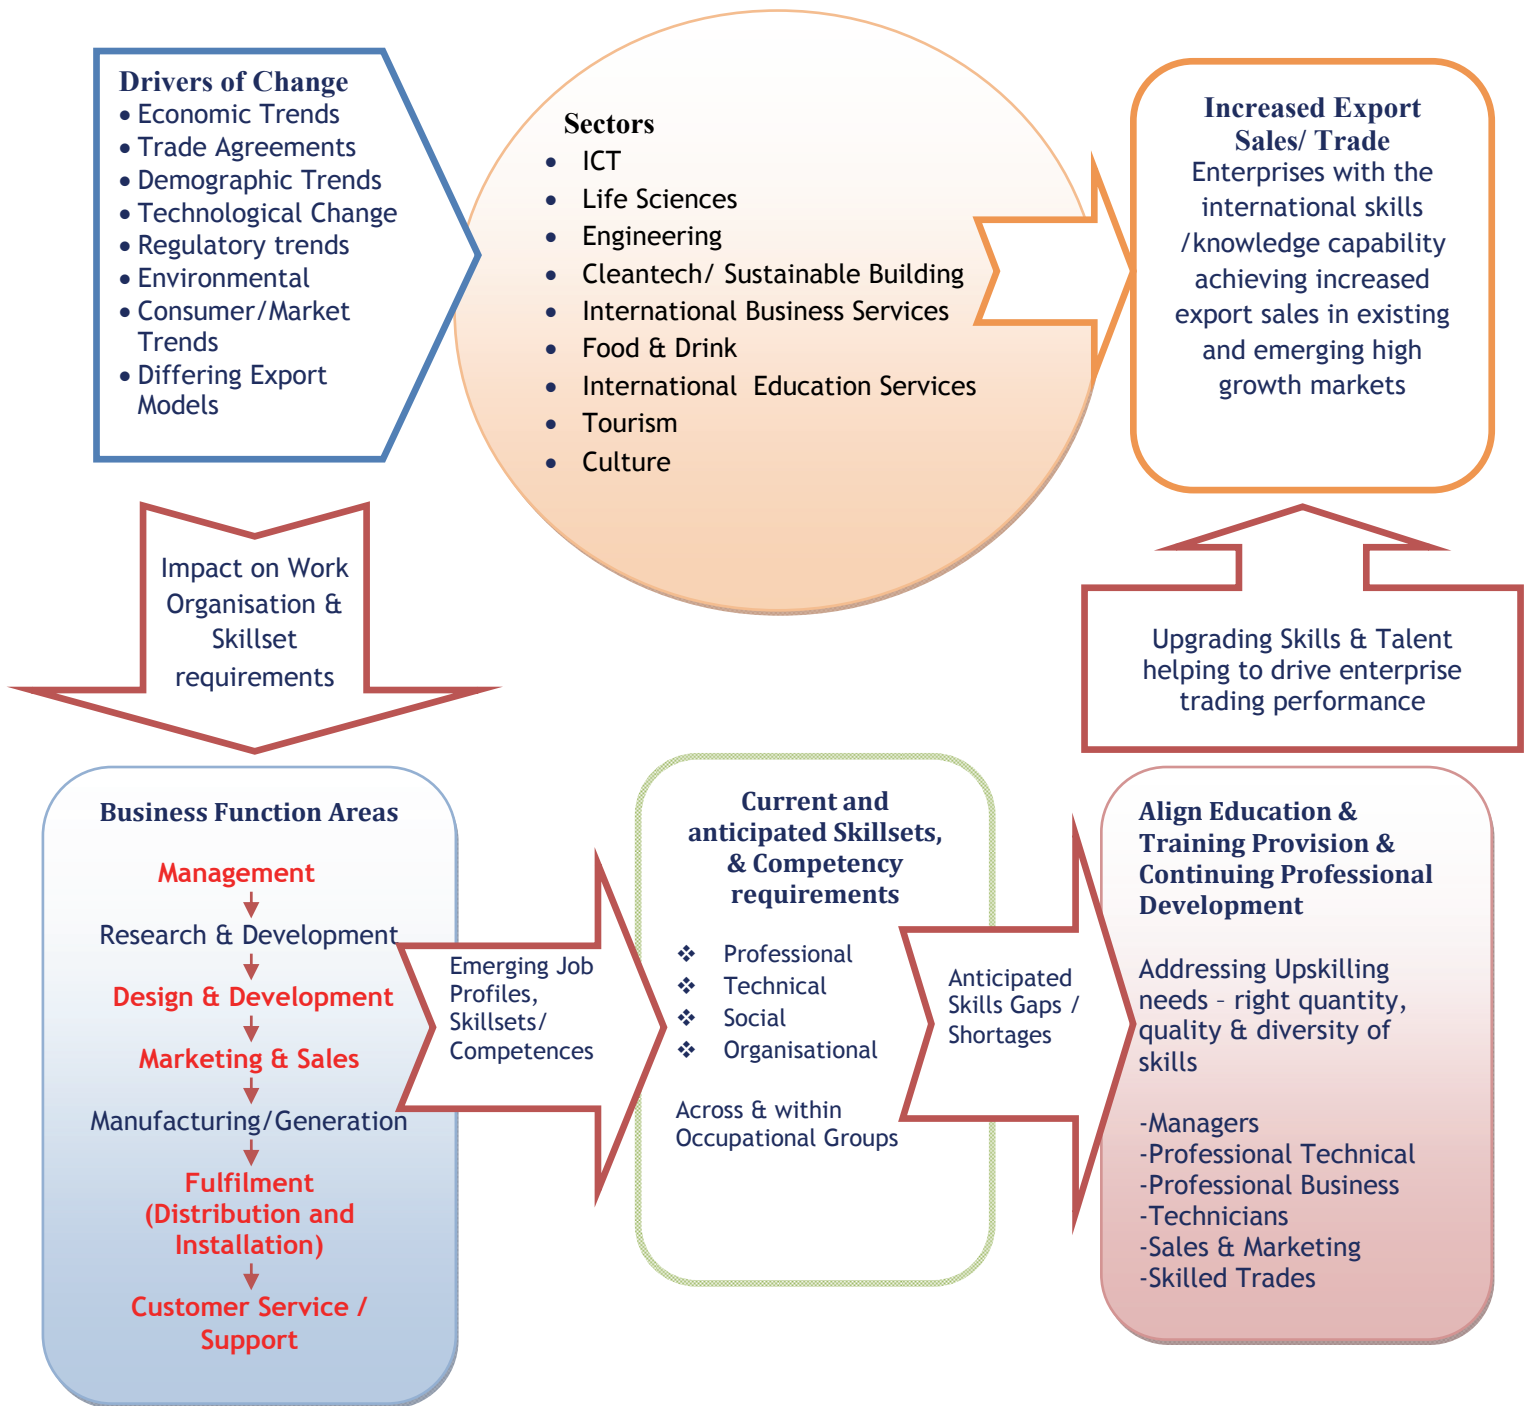 Drivers of Change
• Economic Trends
• Trade Agreements
• Demographic Trends
• Technological Change
• Regulatory trends
• Environmental
• Consumer/Market
Trends
• Differing Export
Models
Sectors
• ICT
• Life Sciences
• Engineering
• Cleantech/ Sustainable Building
• International Business Services
• Food & Drink
• International Education Services
• Tourism
• Culture
Increased Export
Sales/ Trade
Enterprises with the
international skills
/knowledge capability
achieving increased
export sales in existing
and emerging high
growth markets
Impact on Work
Organisation &
Skillset
requirements
Upgrading Skills & Talent
helping to drive enterprise
trading performance
Business Function Areas
Management
Research & Development
Design & Development
Marketing & Sales
Manufacturing/Generation
Fulfilment
(Distribution and
Installation)
Customer Service /
Support
Emerging Job
Profiles,
Skillsets/
Competences
Current and
anticipated Skillsets,
& Competency
requirements
❖ Professional
❖ Technical
❖ Social
❖ Organisational
Across & within
Occupational Groups
Anticipated
Skills Gaps /
Shortages
Align Education &
Training Provision &
Continuing Professional
Development
Addressing Upskilling
needs – right quantity,
quality & diversity of
skills
-Managers
-Professional Technical
-Professional Business
-Technicians
-Sales & Marketing
-Skilled Trades